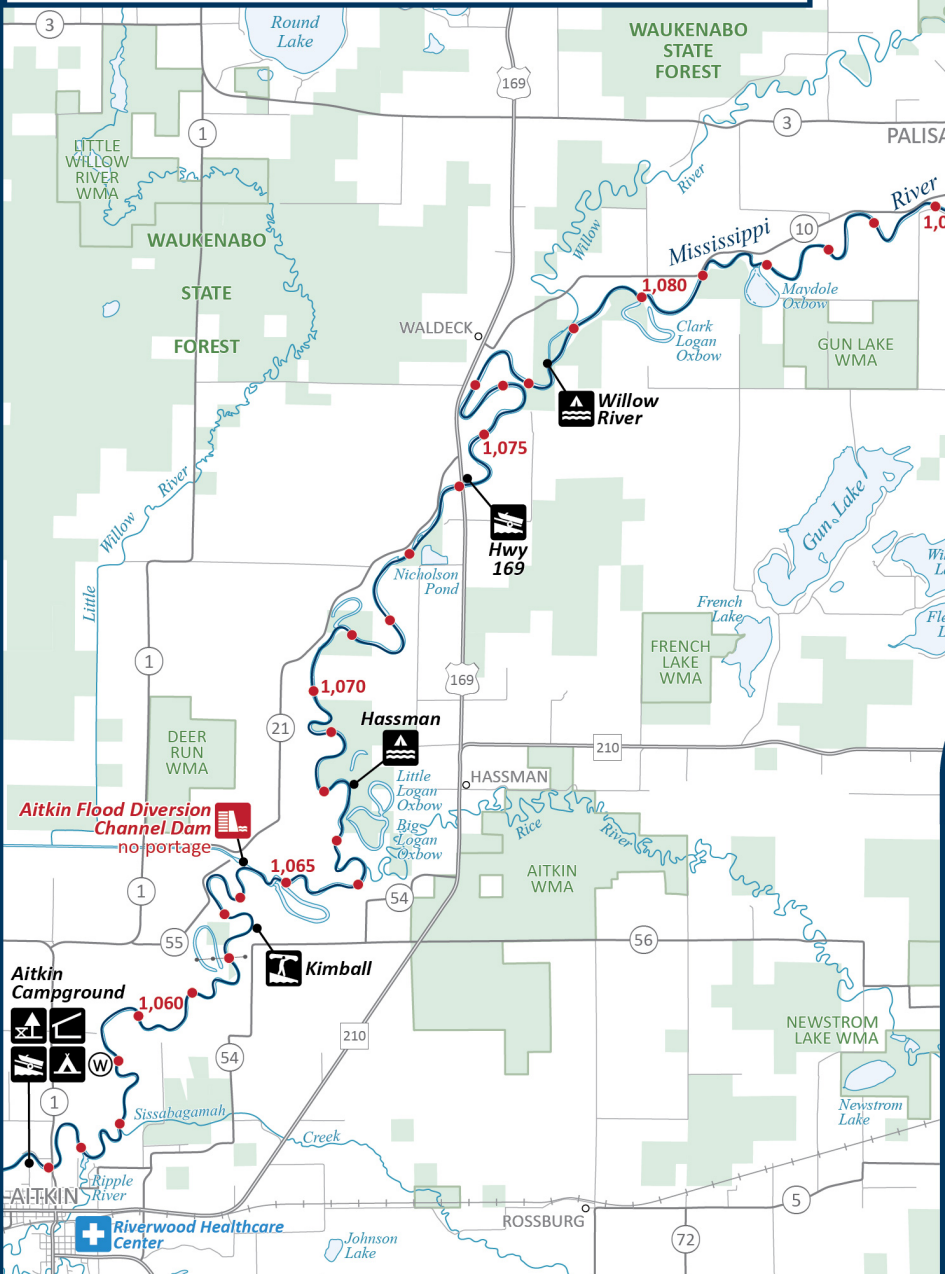 3
Round
Lake
169
WAUKENABO
STATE
FOREST
1
3
PALISA
LITTLE
WILLOW
RIVER
WMA
River
River
WAUKENABO
STATE
FOREST
Willow
Mississippi
10
1,0
1,080
Maydole
Oxbow
WALDECK
Clark
Logan
Oxbow
GUN LAKE
WMA
Willow
River
1,075
Gun Lake
River
Willow
Hwy
169
Nicholson
Pond
Little
French
Lake
Wil
L
Fle
L
1
FRENCH
LAKE
WMA
169
1,070
21
Hassman
210
DEER
RUN
WMA
HASSMAN
Little
Logan
Oxbow
Aitkin Flood Diversion
Channel Dam
no portage
Big
Logan
Oxbow
Rice
River
1,065
AITKIN
WMA
1
54
55
56
Kimball
Aitkin
Campground
1,060
210
NEWSTROM
LAKE WMA
54
W
1
Sissabagamah
Creek
Newstrom
Lake
Ripple
River
AITKIN
5
ROSSBURG
Riverwood Healthcare
Center
Johnson
Lake
72